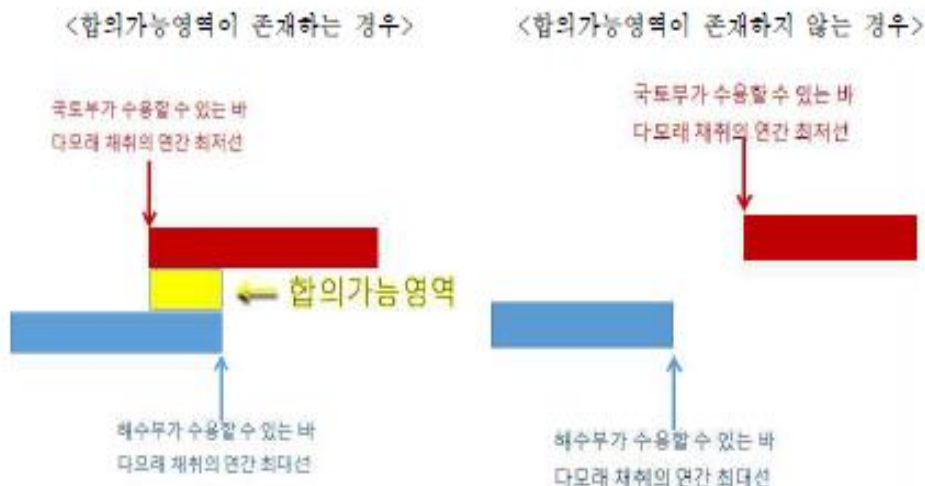 <합의가능영역이 존재하는 경우>
국토부가 수용할 수 있는 바
다모래 채취의 연간 최저선
합의가능영역
해수부가 수용할 수 있는 바
다모래 채취의 연간 최대선
<합의가능영역이 존재하지 않는 경우>
국토부가 수용할 수 있는 바
다모래 채취의 연간 최저선
해수부가 수용할 수 있는 바
다모래 채취의 연간 최대선